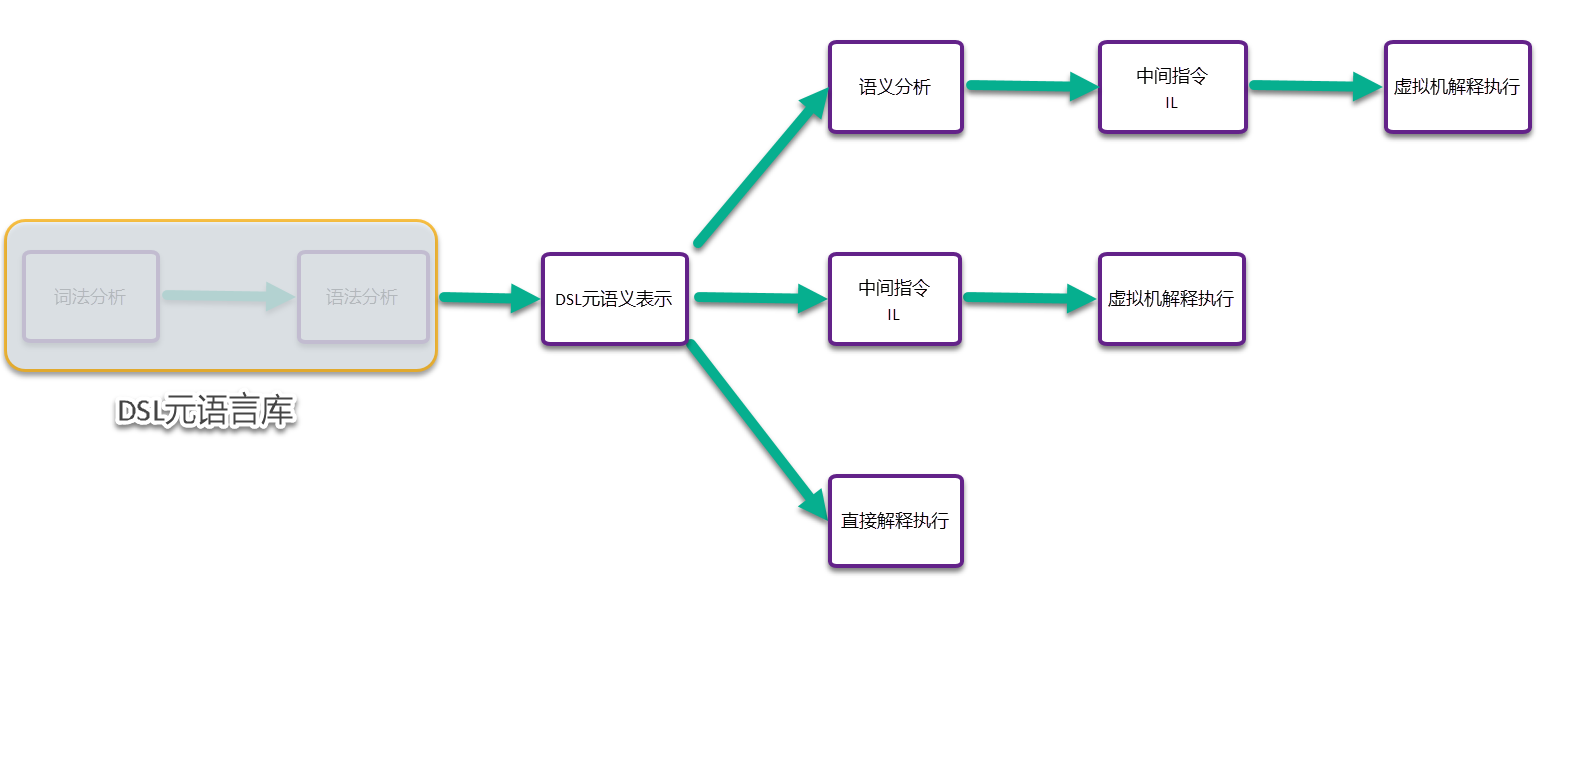 语义分析
中间指令
IL
虚拟机解释执行
词法分析
语法分析
DSL元语义表示
中间指令
IL
虚拟机解释执行
DSL元语言库
直接解释执行